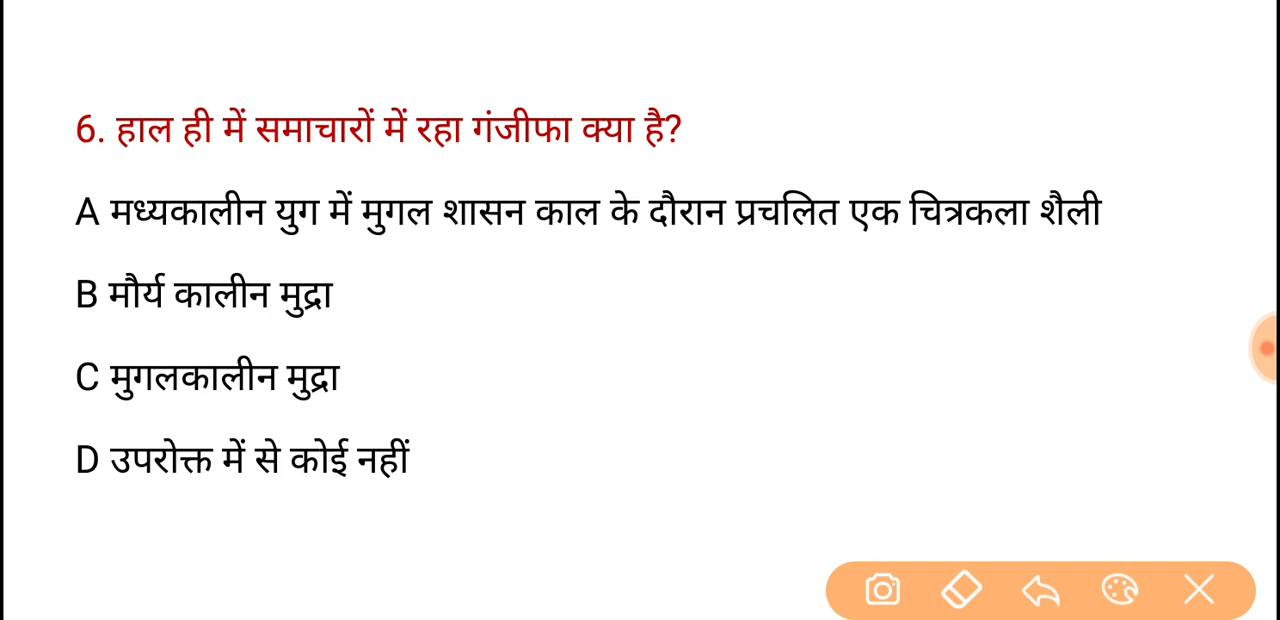 6. हाल ही में समाचारों में रहा गंजीफा क्या है?
A मध्यकालीन युग में मुगल शासन काल के दौरान प्रचलित एक चित्रकला शैली
B मौर्य कालीन मुद्रा
C मुगलकालीन मुद्रा
D उपरोक्त में से कोई नहीं